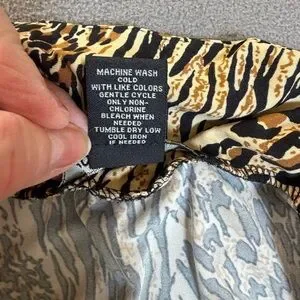 MACHINE WASH
COLD
WITH LIKE COLORS
GENTLE CYCLE
ONLY NON-
CHLORINE
BLEACH WHEN
NEEDED
TUMBLE DRY LOW
COOL IRON
IF NEEDED